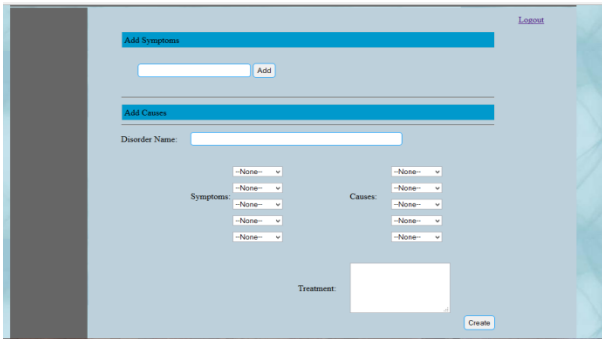 Logout
Add Symptoms
Add
Add Causes
Disorder Name:
--None-- --None--
--None-- --None--
Symptoms: --None-- Causes: --None--
--None-- --None--
--None-- --None--
Treatment:
Create